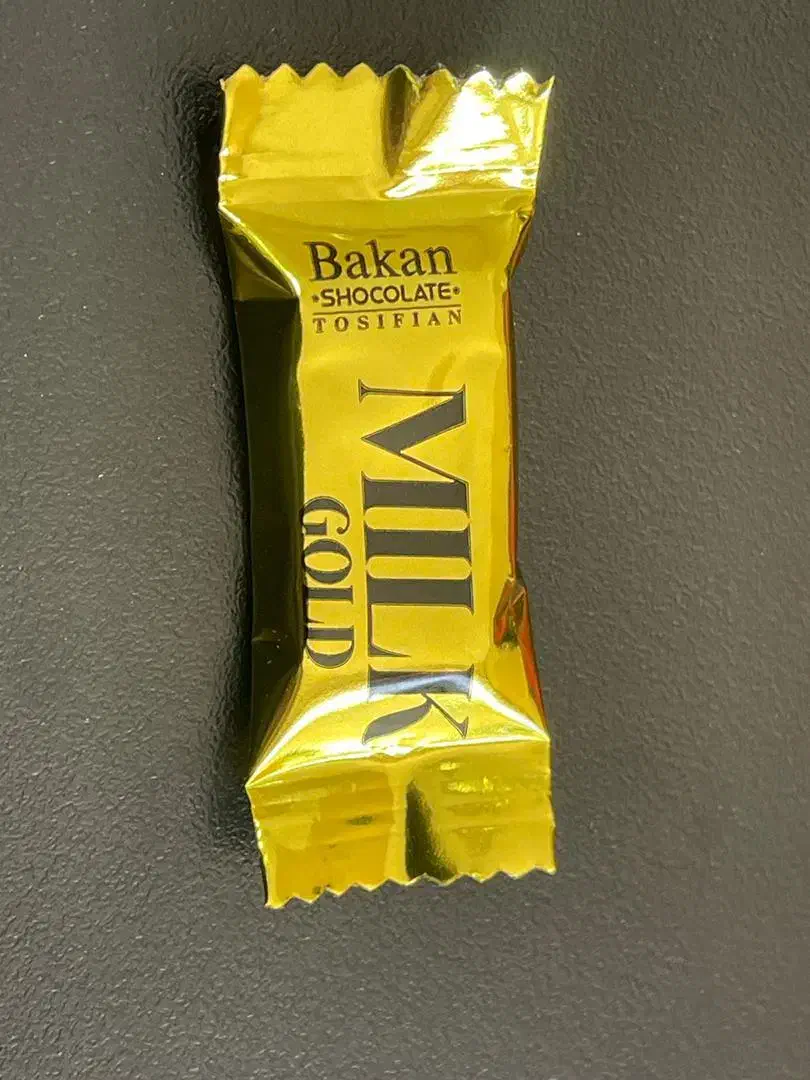 Bakan
•SHOCOLATE•
TOSIFIAN
MILK
GOLD